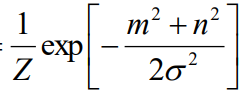 = 1/Z exp[ − (m² + n²) / 2σ² ]